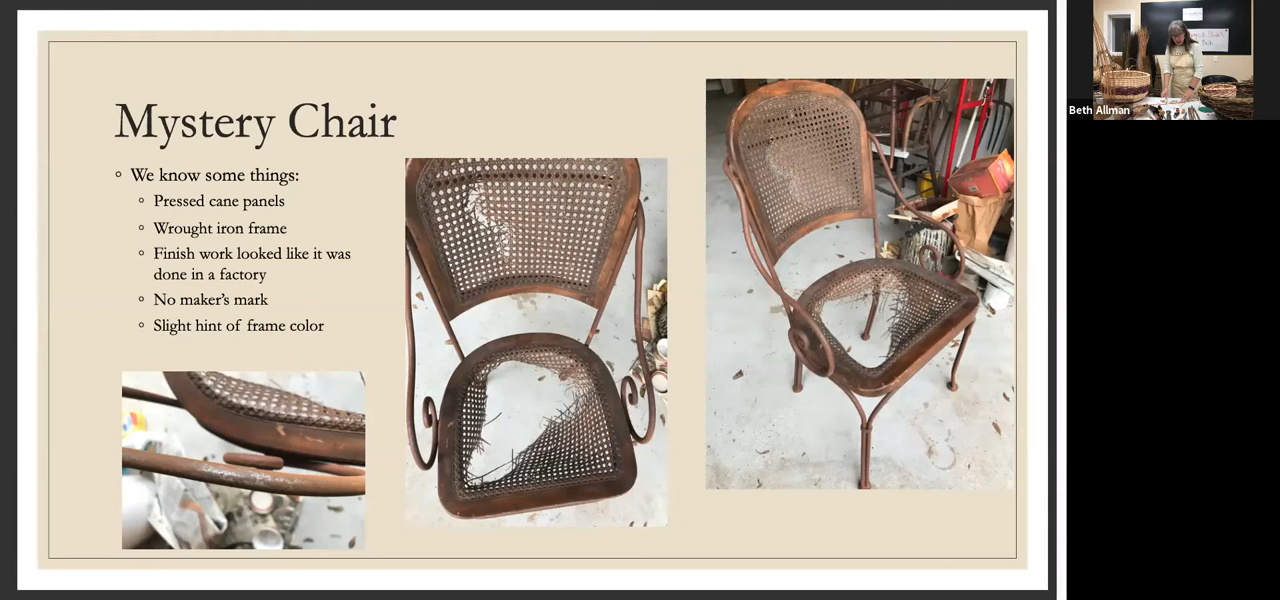 Mystery Chair
We know some things:
Pressed cane panels
Wrought iron frame
Finish work looked like it was
done in a factory
No maker's mark
Slight hint of frame color
Beth Allman